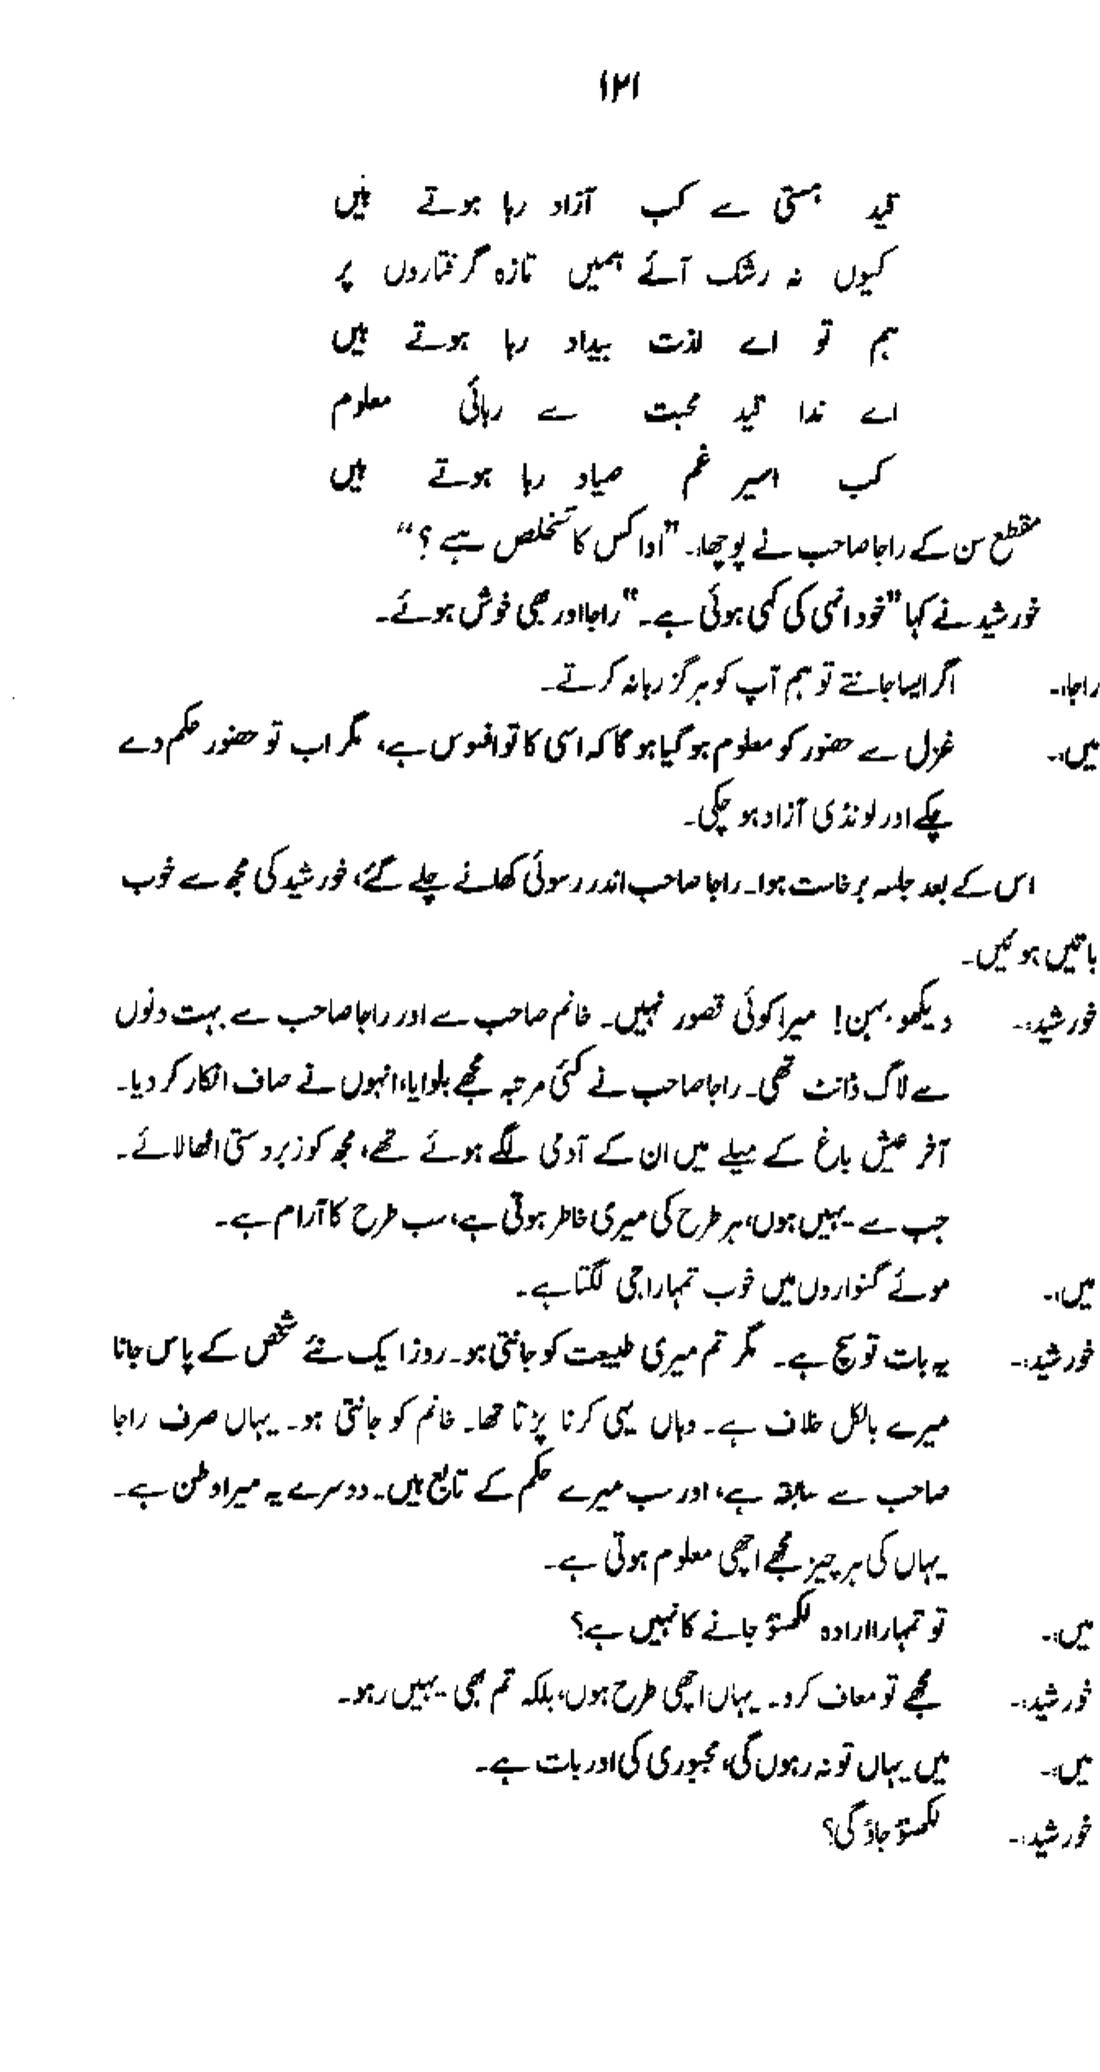 ۱۲۱
قید ہستی سے کب آزاد رہا ہوتے ہیں
کیوں نہ رشک آئے ہمیں تازہ گرفتاروں پر
ہم تو اے لذت بیداد رہا ہوتے ہیں
اے ندا قید محبت سے رہائی معلوم
کب اسیر غم صیاد رہا ہوتے ہیں
مقطع سن کے راجا صاحب نے پوچھا۔ "ادا کس کا تخلص ہے؟"
خورشید نے کہا "خود انہی کی کہی ہوئی ہے۔" راجا اور بھی خوش ہوئے۔
راجا:۔ اگر ایسا جانتے تو ہم آپ کو ہرگز رہا نہ کرتے۔
میں:۔ غزل سے حضور کو معلوم ہو گیا ہو گا کہ اسی کا تو افسوس ہے، مگر اب تو حضور حکم دے
چکے اور لونڈی آزاد ہو چکی۔
اس کے بعد جلسہ برخاست ہوا۔ راجا صاحب اندر رسوئی کھانے چلے گئے، خورشید کی مجھ سے خوب
باتیں ہوئیں۔
خورشید:۔ دیکھو بہن! میرا کوئی قصور نہیں۔ خانم صاحب سے اور راجا صاحب سے بہت دنوں
سے لاگ ڈانٹ تھی۔ راجا صاحب نے کئی مرتبہ مجھے بلوایا، انہوں نے صاف انکار کر دیا۔
آخر عیش باغ کے میلے میں ان کے آدمی لگے ہوئے تھے، مجھ کو زبردستی اٹھا لائے۔
جب سے یہیں ہوں، ہر طرح کی میری خاطر ہوتی ہے، سب طرح کا آرام ہے۔
میں:۔ موئے گنواروں میں خوب تمہارا جی لگتا ہے۔
خورشید:۔ یہ بات تو سچ ہے۔ مگر تم میری طبیعت کو جانتی ہو۔ روز ایک نئے شخص کے پاس جانا
میرے بالکل خلاف ہے۔ وہاں یہی کرنا پڑتا تھا۔ خانم کو جانتی ہو۔ یہاں صرف راجا
صاحب سے سابقہ ہے، اور سب میرے حکم کے تابع ہیں۔ دوسرے یہ میرا وطن ہے۔
یہاں کی ہر چیز مجھے اچھی معلوم ہوتی ہے۔
میں:۔ تو تمہارا ارادہ لکھنؤ جانے کا نہیں ہے؟
خورشید:۔ مجھے تو معاف کرو۔ یہاں اچھی طرح ہوں، بلکہ تم بھی یہیں رہو۔
میں:۔ میں یہاں تو نہ رہوں گی، مجبوری کی اور بات ہے۔
خورشید:۔ لکھنؤ جاؤ گی؟